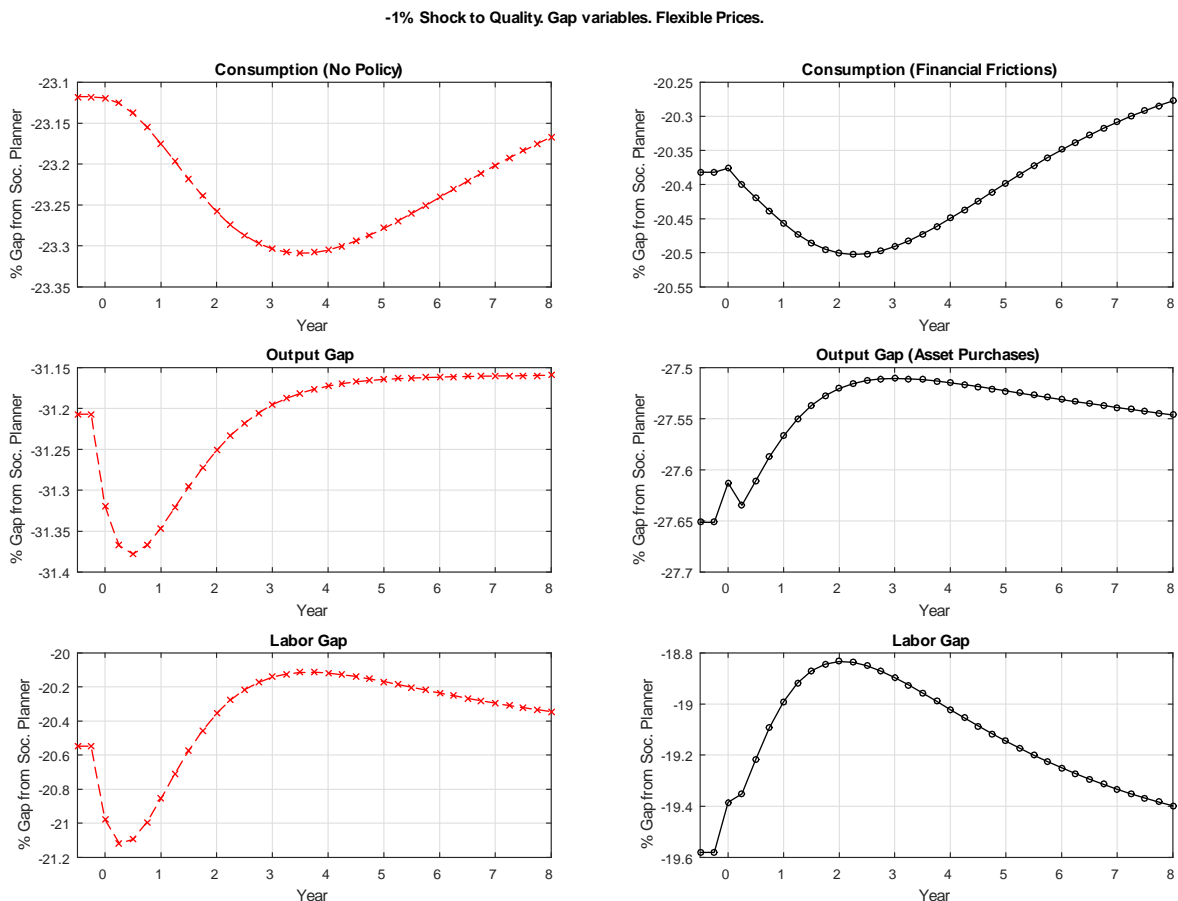 -1% Shock to Quality. Gap variables. Flexible Prices.
Consumption (No Policy)
% Gap from Soc. Planner
-23.1
-23.15
-23.2
-23.25
-23.3
-23.35
0 1 2 3 4 5 6 7 8
Year
Consumption (Financial Frictions)
% Gap from Soc. Planner
-20.25
-20.3
-20.35
-20.4
-20.45
-20.5
-20.55
0 1 2 3 4 5 6 7 8
Year
Output Gap
% Gap from Soc. Planner
-31.15
-31.2
-31.25
-31.3
-31.35
-31.4
0 1 2 3 4 5 6 7 8
Year
Output Gap (Asset Purchases)
% Gap from Soc. Planner
-27.5
-27.55
-27.6
-27.65
-27.7
0 1 2 3 4 5 6 7 8
Year
Labor Gap
% Gap from Soc. Planner
-20
-20.2
-20.4
-20.6
-20.8
-21
-21.2
0 1 2 3 4 5 6 7 8
Year
Labor Gap
% Gap from Soc. Planner
-18.8
-19
-19.2
-19.4
-19.6
0 1 2 3 4 5 6 7 8
Year